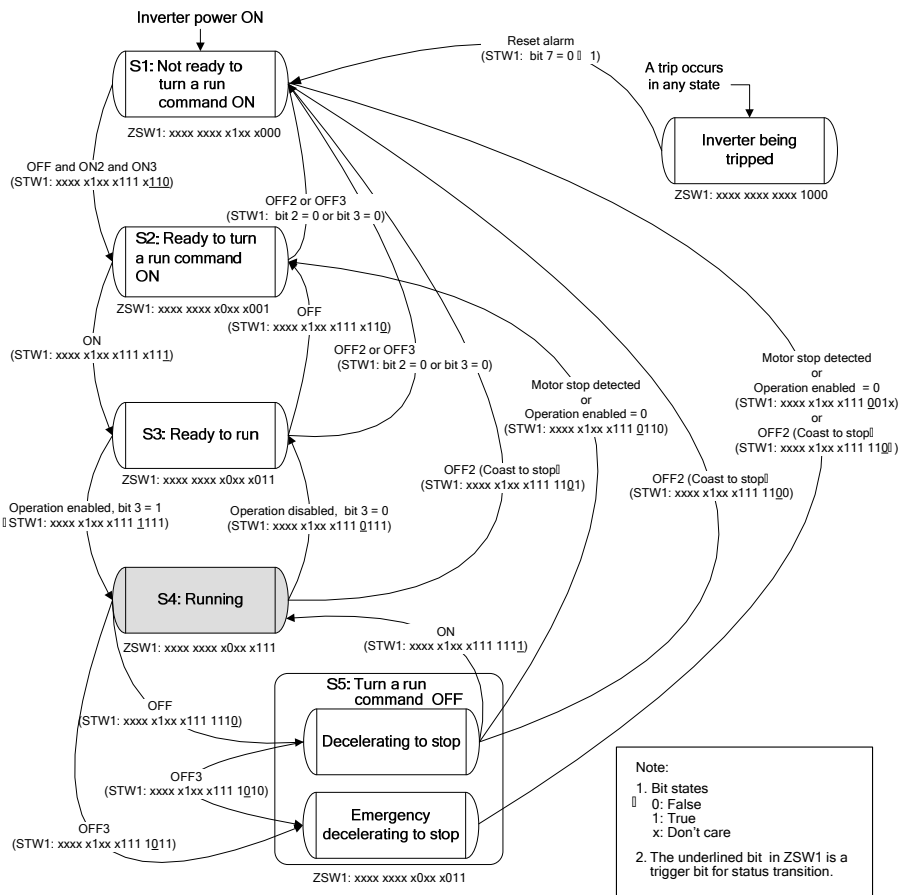 Inverter power ON
S1: Not ready to
turn a run
command ON
ZSW1: xxxx xxxx x1xx x000
Reset alarm
(STW1: bit 7 = 0 ▯ 1)
A trip occurs
in any state
Inverter being
tripped
ZSW1: xxxx xxxx xxxx 1000
OFF and ON2 and ON3
(STW1: xxxx x1xx x111 x110)
OFF2 or OFF3
(STW1: bit 2 = 0 or bit 3 = 0)
S2: Ready to turn
a run command
ON
ZSW1: xxxx xxxx x0xx x001
OFF
(STW1: xxxx x1xx x111 x110)
ON
(STW1: xxxx x1xx x111 x111)
OFF2 or OFF3
(STW1: bit 2 = 0 or bit 3 = 0)
Motor stop detected
or
Operation enabled = 0
(STW1: xxxx x1xx x111 0110)
Motor stop detected
or
Operation enabled = 0
(STW1: xxxx x1xx x111 001x)
or
OFF2 (Coast to stop▯
(STW1: xxxx x1xx x111 110▯)
S3: Ready to run
ZSW1: xxxx xxxx x0xx x011
OFF2 (Coast to stop▯
(STW1: xxxx x1xx x111 1101)
OFF2 (Coast to stop▯
(STW1: xxxx x1xx x111 1100)
Operation enabled, bit 3 = 1
▯STW1: xxxx x1xx x111 1111)
Operation disabled, bit 3 = 0
(STW1: xxxx x1xx x111 0111)
S4: Running
ZSW1: xxxx xxxx x0xx x111
ON
(STW1: xxxx x1xx x111 1111)
S5: Turn a run
command OFF
OFF
(STW1: xxxx x1xx x111 1110)
Decelerating to stop
OFF3
(STW1: xxxx x1xx x111 1010)
Emergency
decelerating to stop
OFF3
(STW1: xxxx x1xx x111 1011)
ZSW1: xxxx xxxx x0xx x011
Note:
1. Bit states
▯ 0: False
1: True
x: Don't care
2. The underlined bit in ZSW1 is a
trigger bit for status transition.